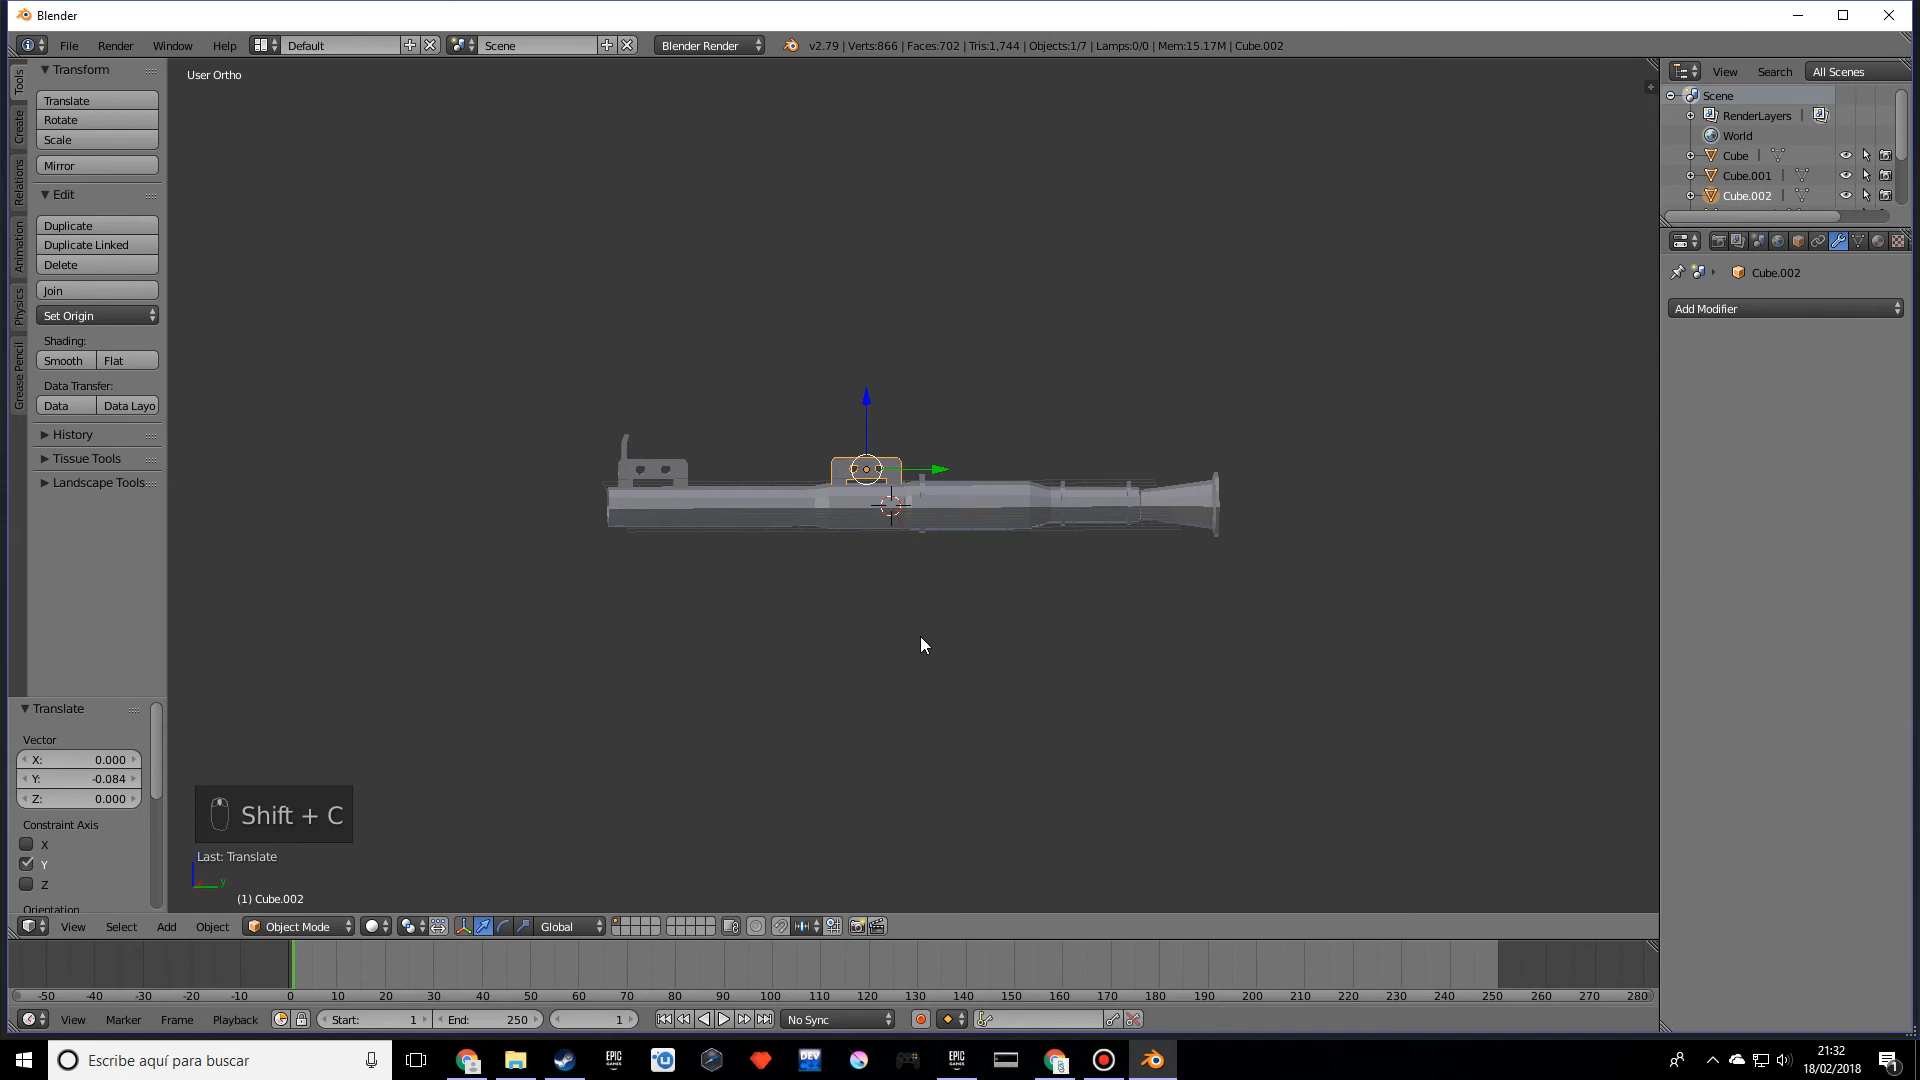 Blender
File Render Window Help Default Scene Blender Render v2.79 | Verts:866 | Faces:702 | Tris:1,744 | Objects:1/7 | Lamps:0/0 | Mem:15.17M | Cube.002
Tools
Create
Relations
Animation
Physics
Grease Pencil
Transform
Translate
Rotate
Scale
Mirror
Edit
Duplicate
Duplicate Linked
Delete
Join
Set Origin
Shading:
Smooth Flat
Data Transfer:
Data Data Layo
History
Tissue Tools
Landscape Tools
Translate
Vector
X: 0.000
Y: -0.084
Z: 0.000
Constraint Axis
X
Y
Z
Orientation
User Ortho
Shift + C
Last: Translate
y
(1) Cube.002
View Search All Scenes
Scene
RenderLayers
World
Cube
Cube.001
Cube.002
Cube.002
Add Modifier
View Select Add Object Object Mode Global
-50 -40 -30 -20 -10 0 10 20 30 40 50 60 70 80 90 100 110 120 130 140 150 160 170 180 190 200 210 220 230 240 250 260 270 280
View Marker Frame Playback Start: 1 End: 250 1 No Sync
Escribe aquí para buscar
EPIC GAMES
DEV
EPIC GAMES
21:32
18/02/2018
1